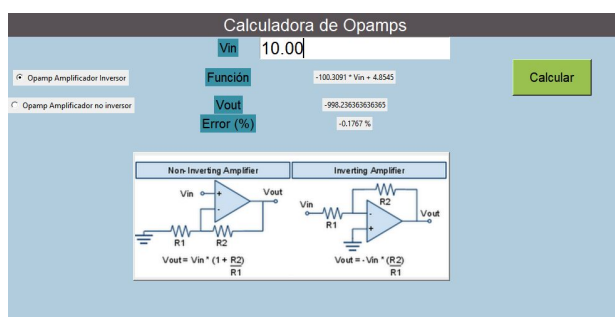 Calculadora de Opamps
Vin 10.00
Opamp Amplificador Inversor Función -100.3091 * Vin + 4.8545 Calcular
Opamp Amplificador no inversor Vout -998.236363636365
Error (%) -0.1767 %
Non-Inverting Amplifier Inverting Amplifier
Vin + - Vout R1 R2
Vin R1 R2 - + Vout
Vout = Vin * (1 + R2)
R1
Vout = - Vin * (R2)
R1